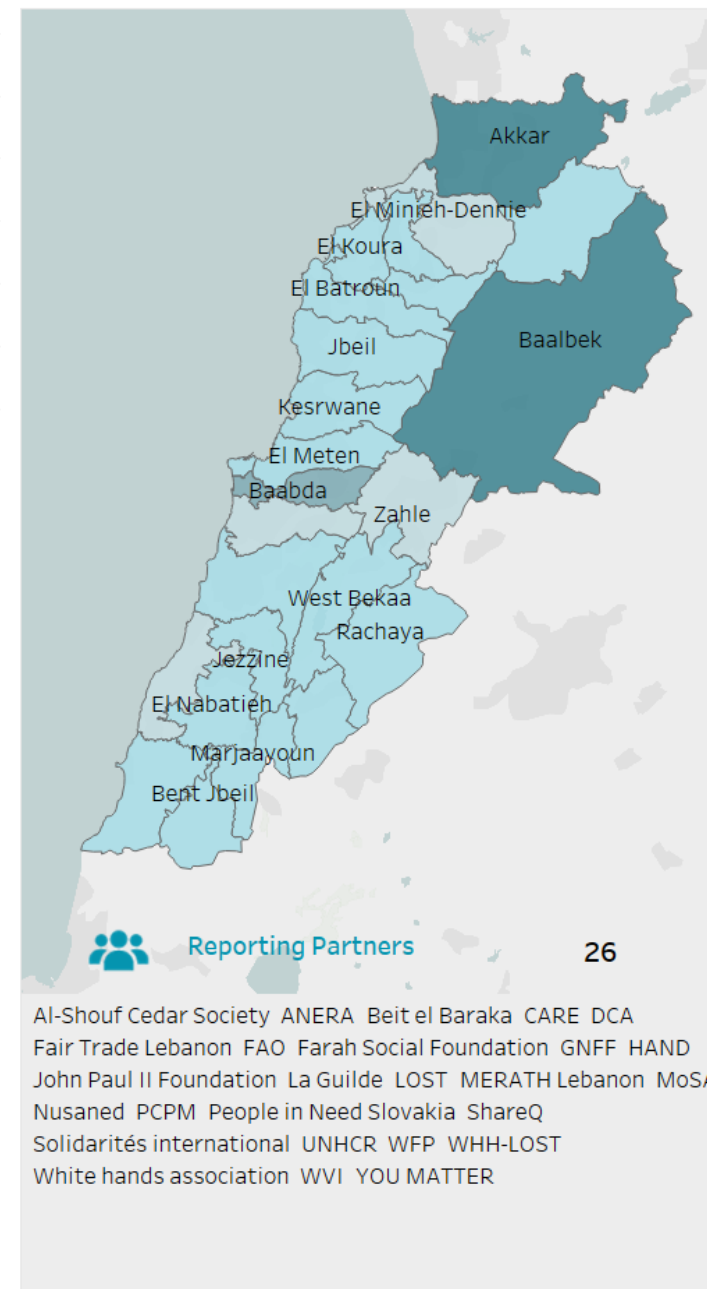 Akkar
El Minieh-Dennie
El Koura
El Batroun
Jbeil
Baalbek
Kesrwane
El Meten
Baabda
Zahle
West Bekaa
Rachaya
Jezzine
El Nabatieh
Marjaayoun
Bent Jbeil
Reporting Partners 26
Al-Shouf Cedar Society ANERA Beit el Baraka CARE DCA
Fair Trade Lebanon FAO Farah Social Foundation GNFF HAND
John Paul II Foundation La Guilde LOST MERATH Lebanon MoSA
Nusaned PCPM People in Need Slovakia ShareQ
Solidarités international UNHCR WFP WHH-LOST
White hands association WVI YOU MATTER